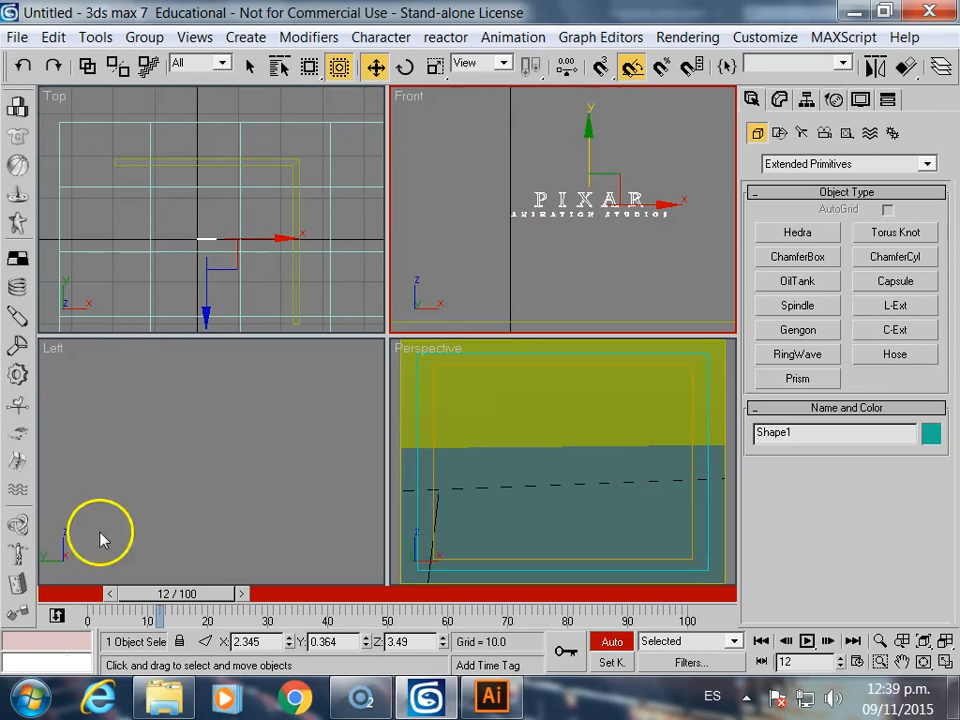 Untitled - 3ds max 7 Educational - Not for Commercial Use - Stand-alone License
File Edit Tools Group Views Create Modifiers Character reactor Animation Graph Editors Rendering Customize MAXScript Help
All View
Top Front
y
PIXAR
ANIMATION STUDIOS
x
x
y
z x
z
y x
Left Perspective
z
y x
z
x
Extended Primitives
- Object Type
AutoGrid
Hedra Torus Knot
ChamferBox ChamferCyl
OilTank Capsule
Spindle L-Ext
Gengon C-Ext
RingWave Hose
Prism
- Name and Color
Shape1
< 12 / 100 >
0 10 20 30 40 50 60 70 80 90 100
1 Object Sele X: 2.345 Y: 0.364 Z: 3.49 Grid = 10.0 Auto Selected
Click and drag to select and move objects Add Time Tag Set K. Filters... 12
ES 12:39 p.m.
09/11/2015
Ai